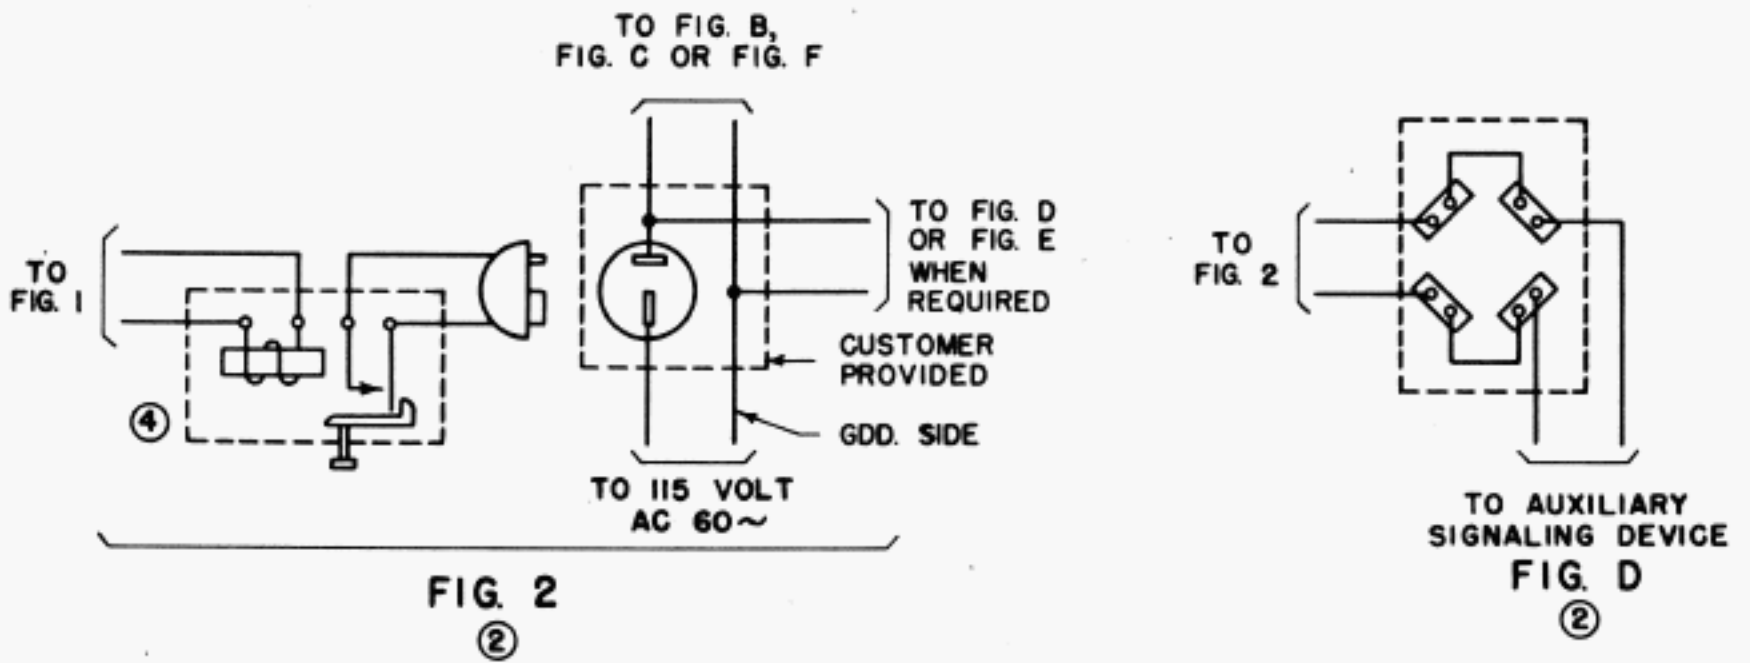 TO FIG. B,
FIG. C OR FIG. F
TO
FIG. 1
TO FIG. D
OR FIG. E
WHEN
REQUIRED
CUSTOMER
PROVIDED
GDD. SIDE
4
TO 115 VOLT
AC 60~
FIG. 2
2
TO
FIG. 2
TO AUXILIARY
SIGNALING DEVICE
FIG. D
2